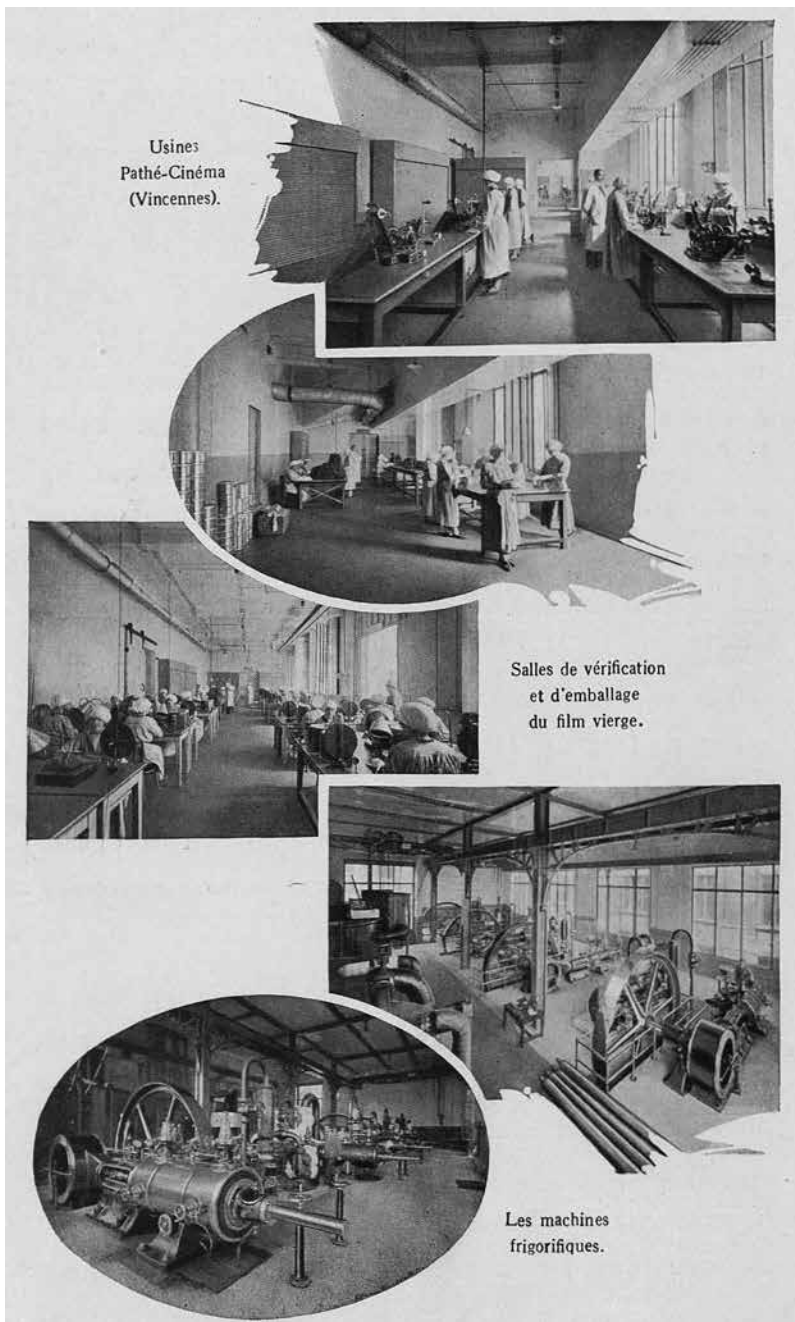 Usines
Pathé-Cinéma
(Vincennes).
Salles de vérification
et d'emballage
du film vierge.
Les machines
frigorifiques.